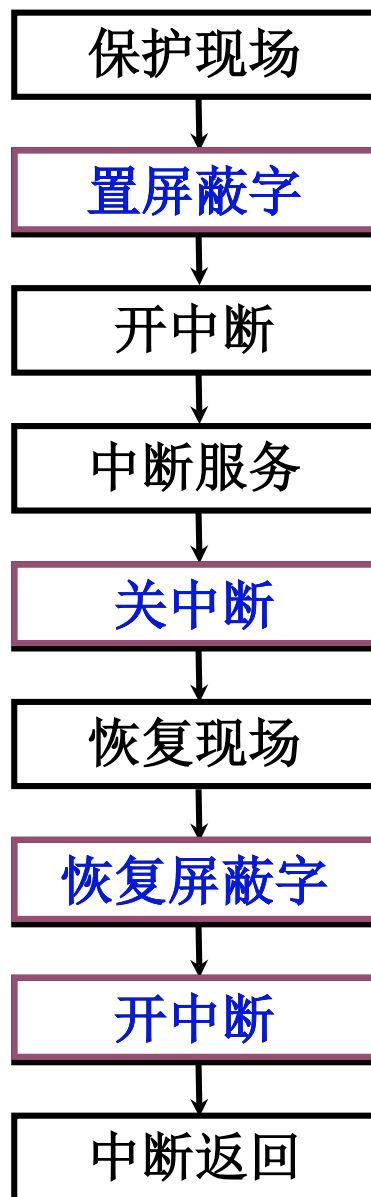 保护现场
置屏蔽字
开中断
中断服务
关中断
恢复现场
恢复屏蔽字
开中断
中断返回